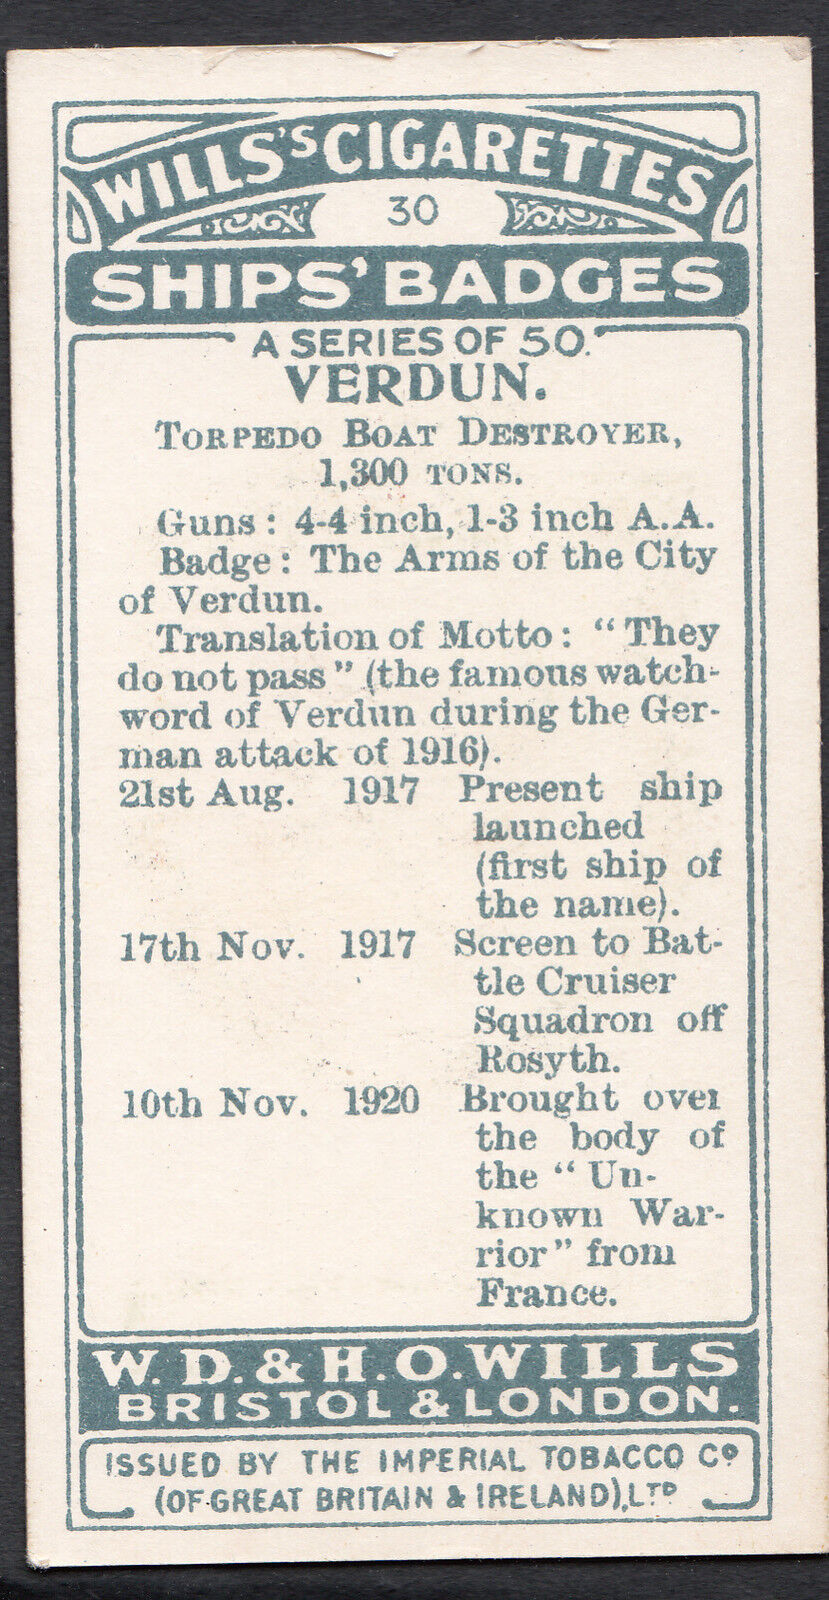 WILLS'S CIGARETTES
30
SHIPS' BADGES
A SERIES OF 50.
VERDUN.
TORPEDO BOAT DESTROYER,
1,300 TONS.
Guns: 4-4 inch, 1-3 inch A.A.
Badge: The Arms of the City
of Verdun.
Translation of Motto: "They
do not pass" (the famous watch-
word of Verdun during the Ger-
man attack of 1916).
21st Aug. 1917 Present ship
launched
(first ship of
the name).
17th Nov. 1917 Screen to Bat-
tle Cruiser
Squadron off
Rosyth.
10th Nov. 1920 Brought over
the body of
the "Un-
known War-
rior" from
France.
W. D. & H. O. WILLS
BRISTOL & LONDON.
ISSUED BY THE IMPERIAL TOBACCO CO
(OF GREAT BRITAIN & IRELAND), LTD